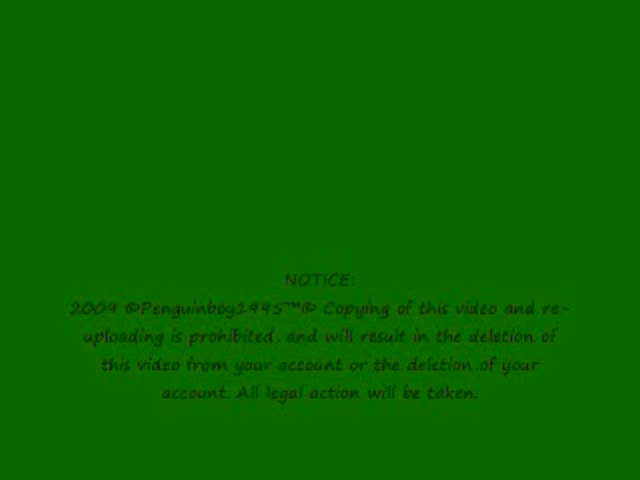 NOTICE:
2009 ©Penguinboy1995™® Copying of this video and re-
uploading is prohibited. and will result in the deletion of
this video from your account or the deletion of your
account. All legal action will be taken.